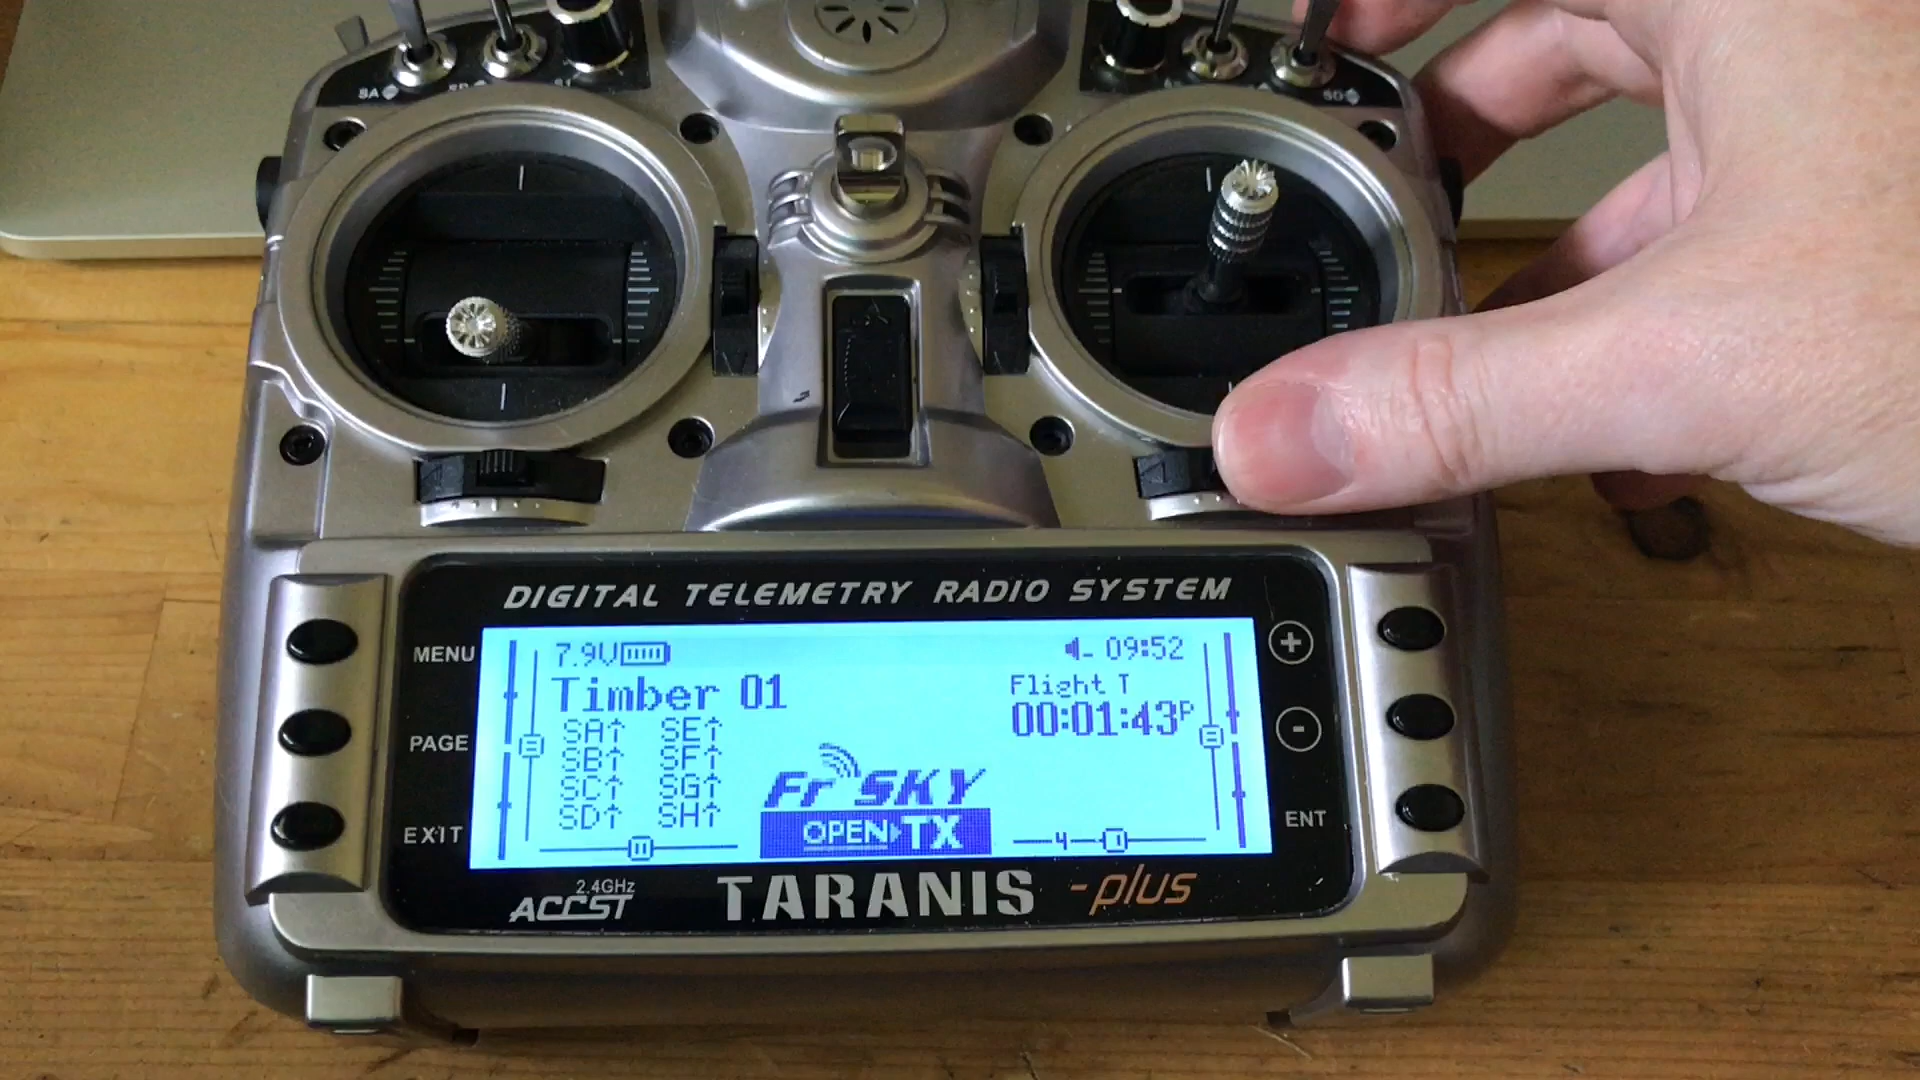 SA
SD
DIGITAL TELEMETRY RADIO SYSTEM
MENU
PAGE
EXIT
7.9V
09:52
Timber 01
Flight T
00:01:43P
SA↑ SE↑
SB↑ SF↑
SC↑ SG↑
SD↑ SH↑
FrSKY
OPEN TX
4
+
-
ENT
2.4GHz
ACCST
TARANIS -plus